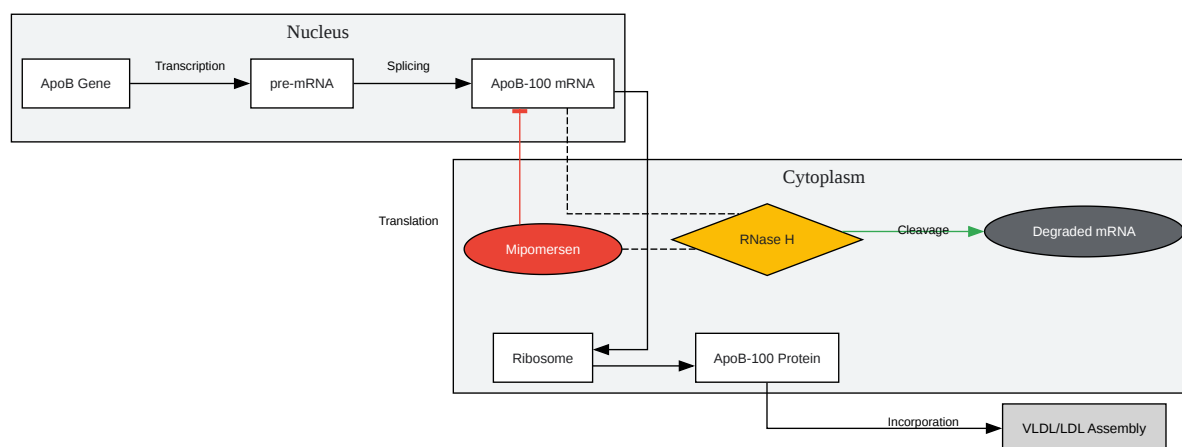 Nucleus
ApoB Gene
Transcription
pre-mRNA
Splicing
ApoB-100 mRNA
Cytoplasm
Translation
Mipomersen
RNase H
Cleavage
Degraded mRNA
Ribosome
ApoB-100 Protein
Incorporation
VLDL/LDL Assembly